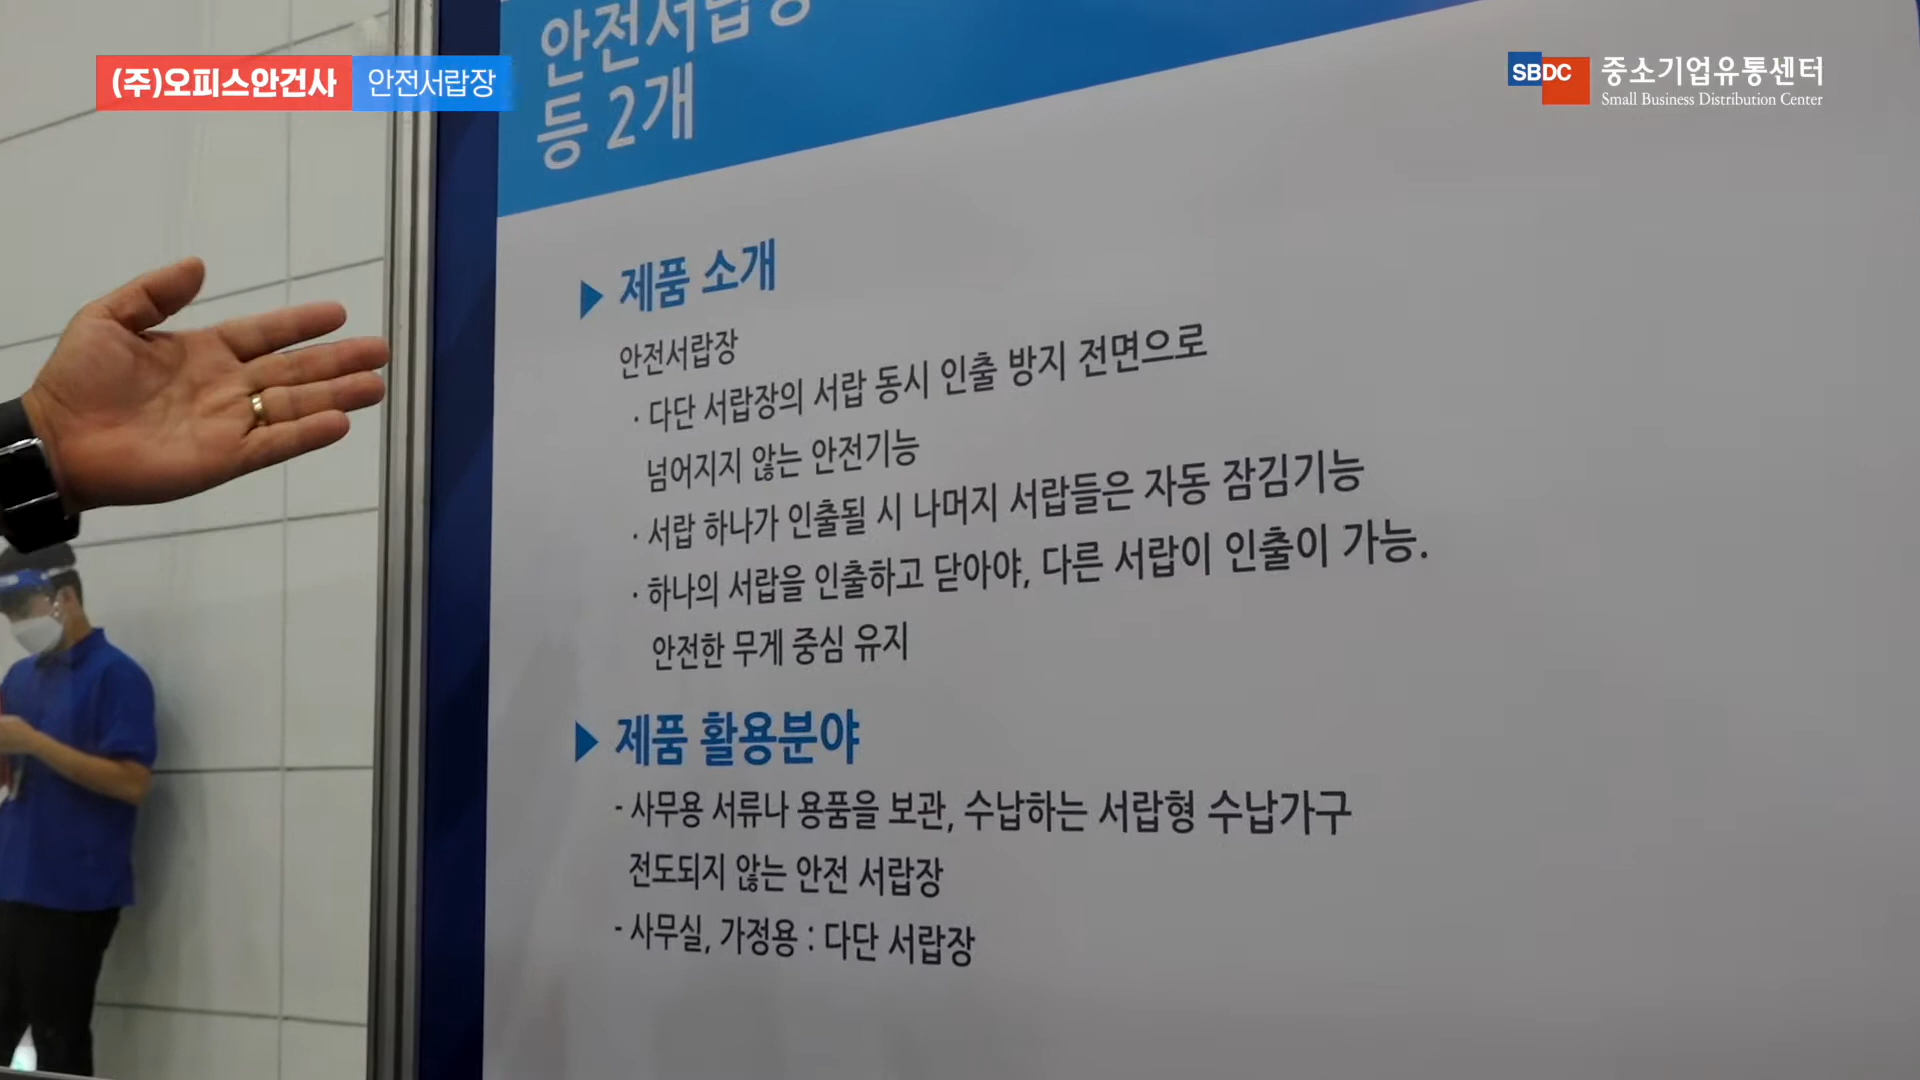 (주)오피스안건사 안전서랍장
SBDC 중소기업유통센터
Small Business Distribution Center
안전서랍장
등 2개
제품 소개
안전서랍장
· 다단 서랍장의 서랍 동시 인출 방지 전면으로
넘어지지 않는 안전기능
· 서랍 하나가 인출될 시 나머지 서랍들은 자동 잠김기능
· 하나의 서랍을 인출하고 닫아야, 다른 서랍이 인출이 가능.
안전한 무게 중심 유지
제품 활용분야
- 사무용 서류나 용품을 보관, 수납하는 서랍형 수납가구
전도되지 않는 안전 서랍장
- 사무실, 가정용 : 다단 서랍장